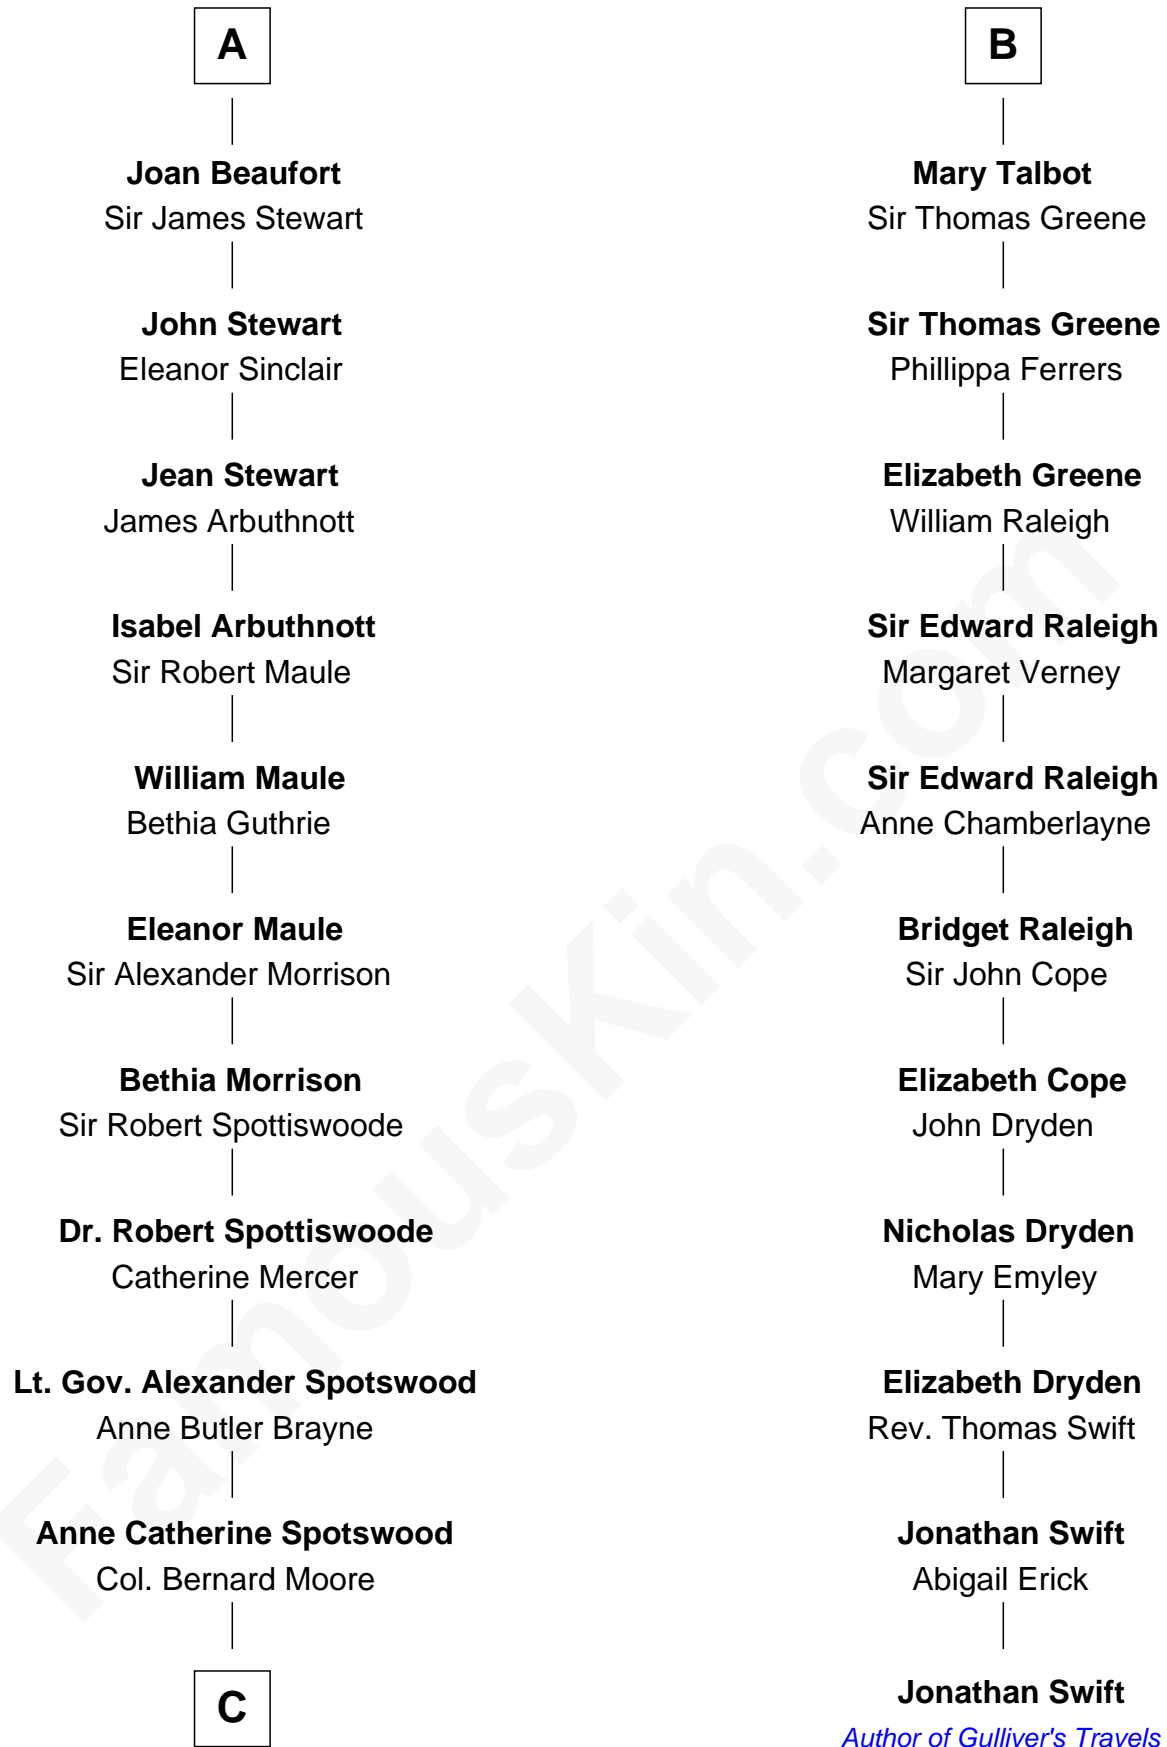 A
Joan Beaufort
Sir James Stewart
John Stewart
Eleanor Sinclair
Jean Stewart
James Arbuthnott
Isabel Arbuthnott
Sir Robert Maule
William Maule
Bethia Guthrie
Eleanor Maule
Sir Alexander Morrison
Bethia Morrison
Sir Robert Spottiswoode
Dr. Robert Spottiswoode
Catherine Mercer
Lt. Gov. Alexander Spotswood
Anne Butler Brayne
Anne Catherine Spotswood
Col. Bernard Moore
C
B
Mary Talbot
Sir Thomas Greene
Sir Thomas Greene
Phillippa Ferrers
Elizabeth Greene
William Raleigh
Sir Edward Raleigh
Margaret Verney
Sir Edward Raleigh
Anne Chamberlayne
Bridget Raleigh
Sir John Cope
Elizabeth Cope
John Dryden
Nicholas Dryden
Mary Emyley
Elizabeth Dryden
Rev. Thomas Swift
Jonathan Swift
Abigail Erick
Jonathan Swift
Author of Gulliver's Travels
FamousKin.com